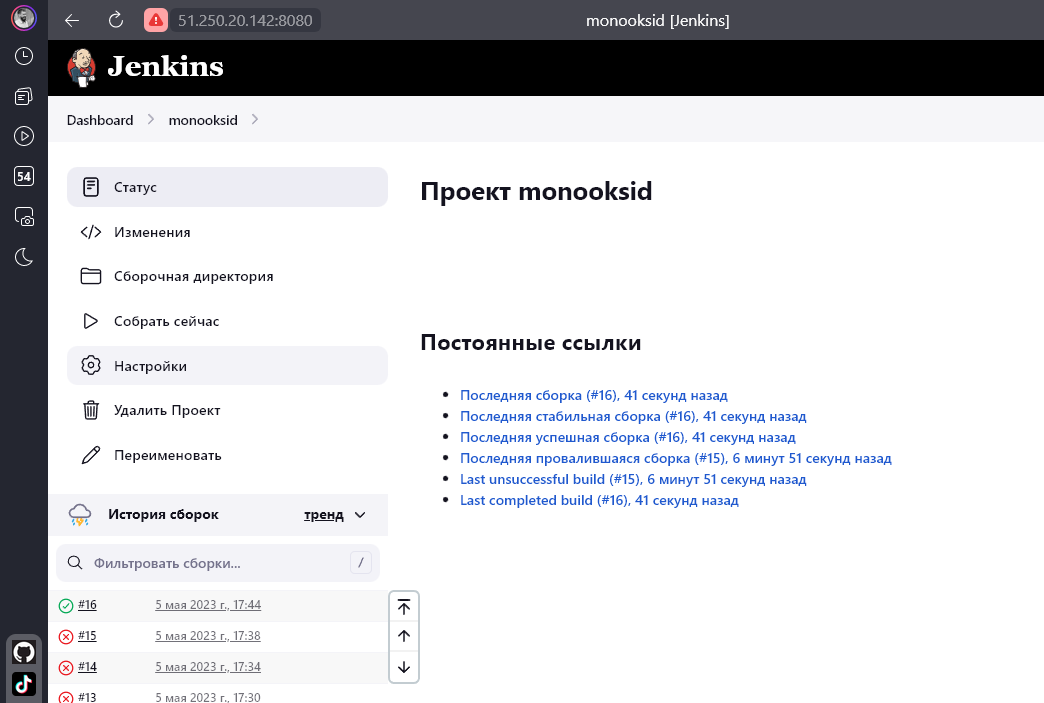 51.250.20.142:8080
monooksid [Jenkins]
Jenkins
Dashboard
monooksid
54
Статус
Изменения
Сборочная директория
Собрать сейчас
Настройки
Удалить Проект
Переименовать
Проект monooksid
Постоянные ссылки
Последняя сборка (#16), 41 секунд назад
Последняя стабильная сборка (#16), 41 секунд назад
Последняя успешная сборка (#16), 41 секунд назад
Последняя провалившаяся сборка (#15), 6 минут 51 секунд назад
Last unsuccessful build (#15), 6 минут 51 секунд назад
Last completed build (#16), 41 секунд назад
История сборок тренд
Фильтровать сборки... /
#16 5 мая 2023 г., 17:44
#15 5 мая 2023 г., 17:38
#14 5 мая 2023 г., 17:34
#13 5 мая 2023 г., 17:30